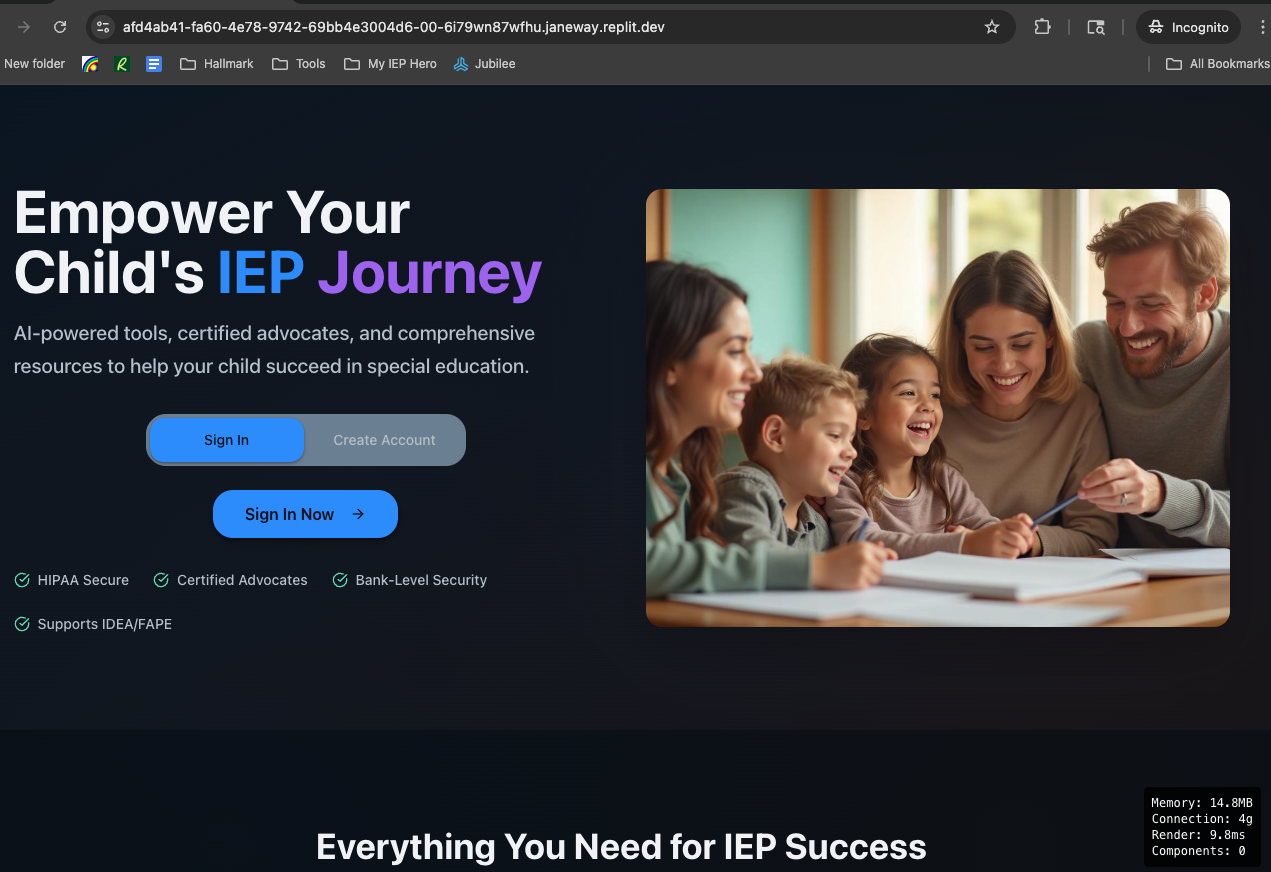 afd4ab41-fa60-4e78-9742-69bb4e3004d6-00-6i79wn87wfhu.janeway.replit.dev
Incognito
New folder
Hallmark
Tools
My IEP Hero
Jubilee
All Bookmarks
Empower Your
Child's IEP Journey
AI-powered tools, certified advocates, and comprehensive
resources to help your child succeed in special education.
Sign In
Create Account
Sign In Now →
HIPAA Secure
Certified Advocates
Bank-Level Security
Supports IDEA/FAPE
Everything You Need for IEP Success
Memory: 14.8MB
Connection: 4g
Render: 9.8ms
Components: 0